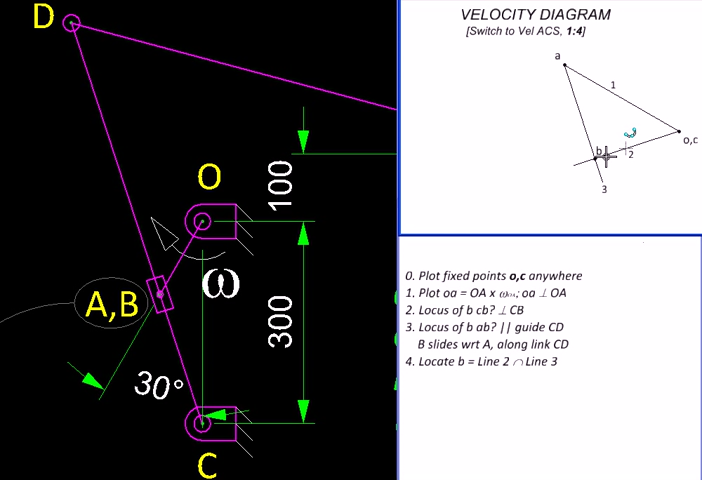 D
O
100
ω
A,B
300
30°
C
VELOCITY DIAGRAM
[Switch to Vel ACS, 1:4]
a
1
o,c
b
2
3
0. Plot fixed points o,c anywhere
1. Plot oa = OA x ωOA; oa ⊥ OA
2. Locus of b cb? ⊥ CB
3. Locus of b ab? || guide CD
B slides wrt A, along link CD
4. Locate b = Line 2 ∩ Line 3